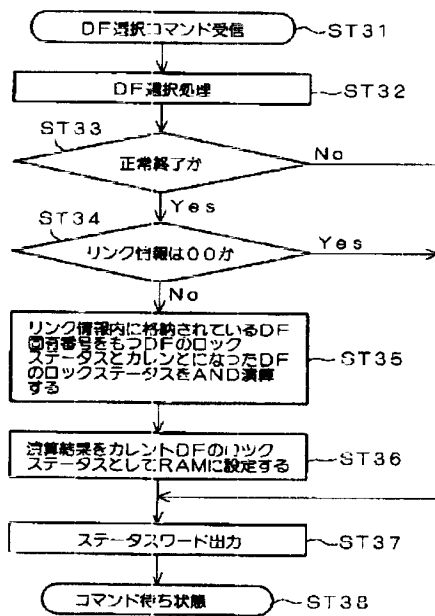 DF選択コマンド受信
ST31
DF選択処理
ST32
ST33
正常終了か
No
Yes
ST34
リンク情報は00か
Yes
No
リンク情報内に格納されているDF
固有番号をもつDFのロック
ステータスとカレンとになったDF
のロックステータスをAND演算
する
ST35
演算結果をカレントDFのロック
ステータスとしてRAMに設定する
ST36
ステータスワード出力
ST37
コマンド待ち状態
ST38